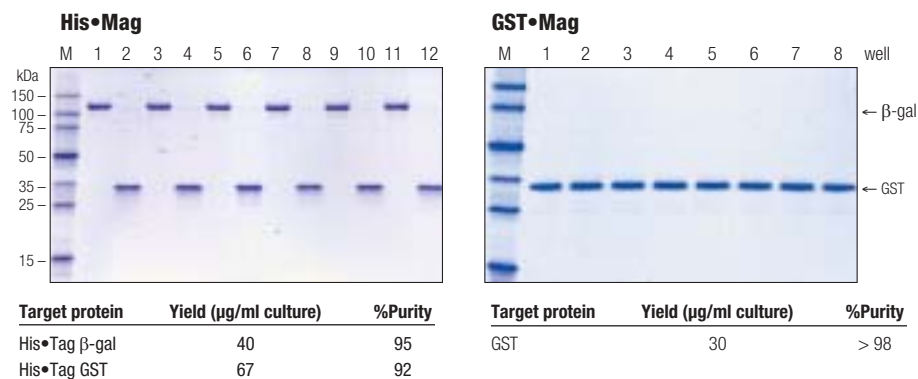 His•Mag
M 1 2 3 4 5 6 7 8 9 10 11 12
kDa
150 –
100 –
75 –
50 –
35 –
25 –
15 –
Target protein Yield (µg/ml culture) %Purity
His•Tag β-gal 40 95
His•Tag GST 67 92
GST•Mag
M 1 2 3 4 5 6 7 8 well
← β-gal
← GST
Target protein Yield (µg/ml culture) %Purity
GST 30 > 98